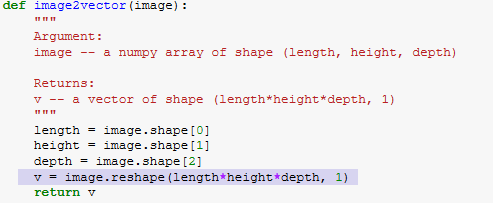 def image2vector(image):
"""
Argument:
image -- a numpy array of shape (length, height, depth)
Returns:
v -- a vector of shape (length*height*depth, 1)
"""
length = image.shape[0]
height = image.shape[1]
depth = image.shape[2]
v = image.reshape(length*height*depth, 1)
return v